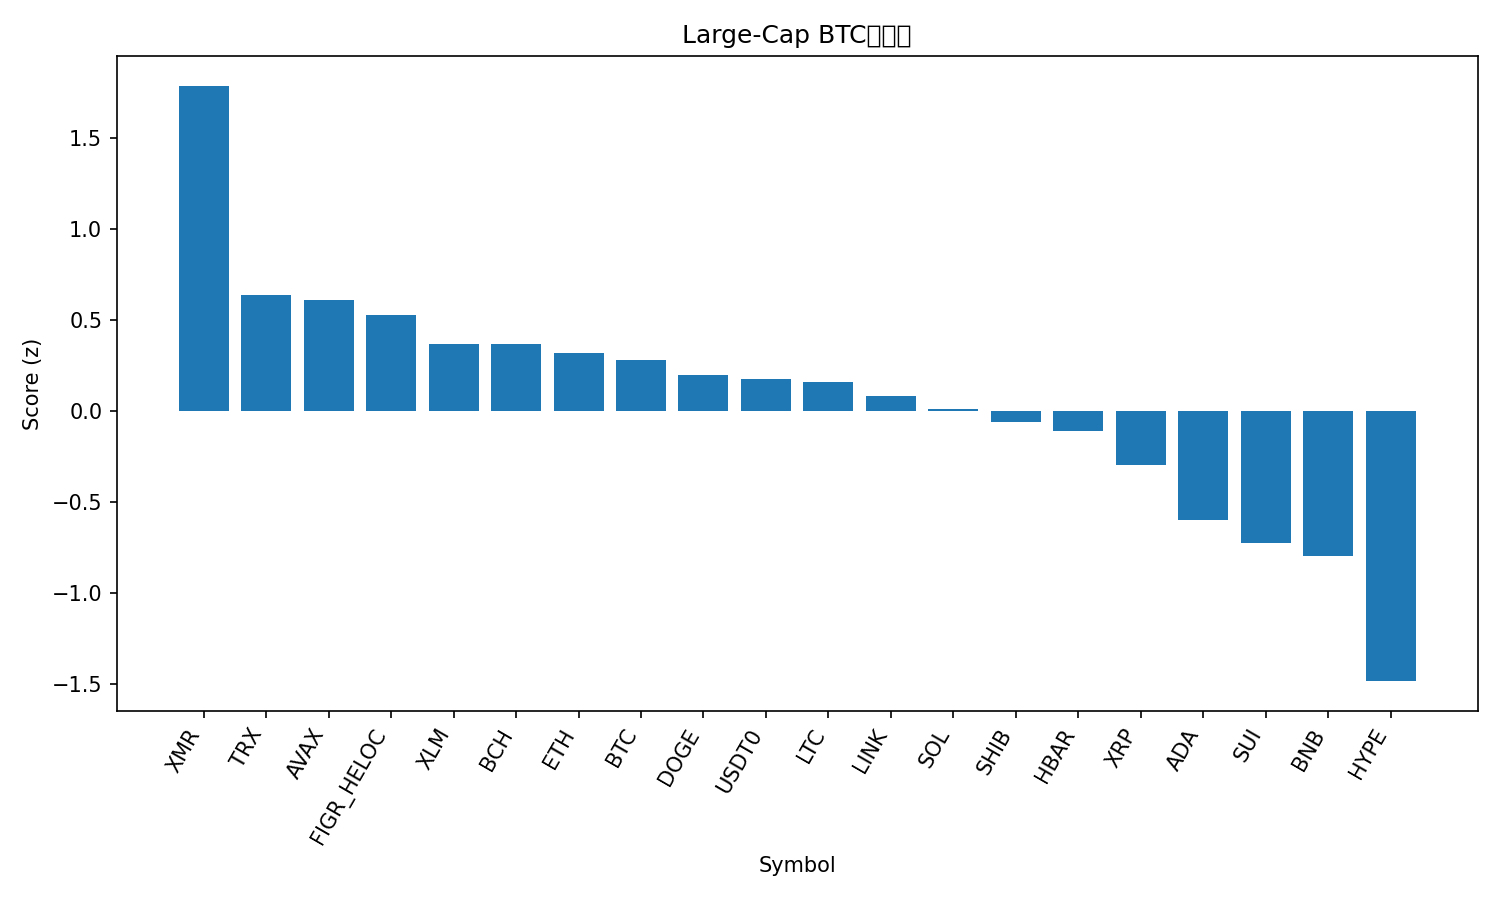 Large-Cap BTC
Score (z)
1.5
1.0
0.5
0.0
−0.5
−1.0
−1.5
XMR
TRX
AVAX
FIGR_HELOC
XLM
BCH
ETH
BTC
DOGE
USDT0
LTC
LINK
SOL
SHIB
HBAR
XRP
ADA
SUI
BNB
HYPE
Symbol